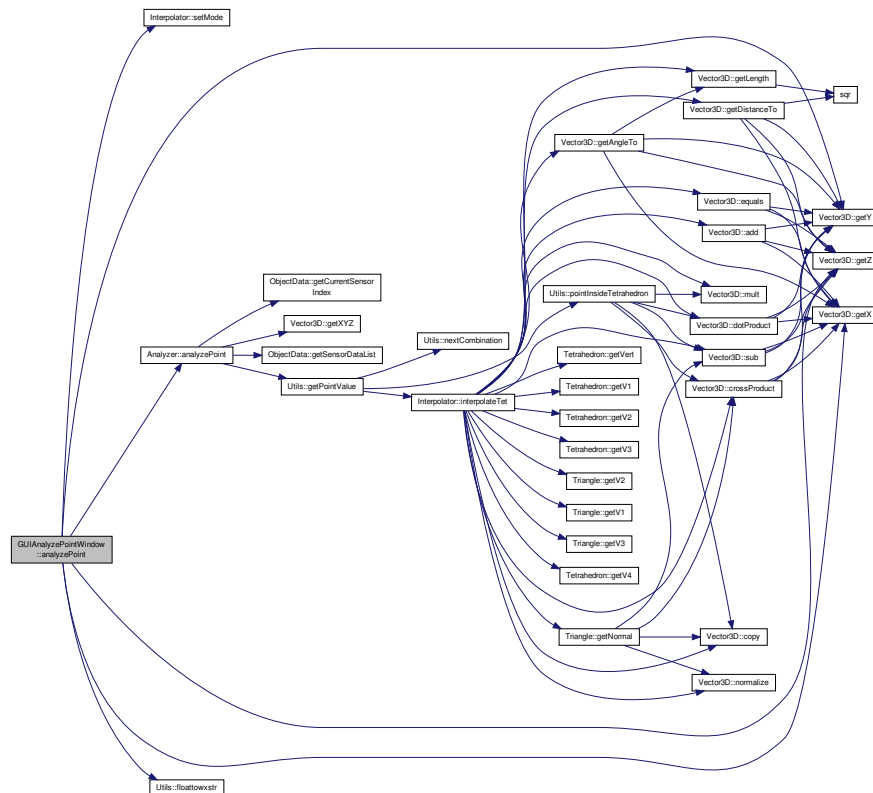 Interpolator::setMode
Vector3D::getLength
sqr
Vector3D::getDistanceTo
Vector3D::getAngleTo
Vector3D::equals
Vector3D::getY
Vector3D::add
Vector3D::getZ
ObjectData::getCurrentSensor
Index
Utils::pointInsideTetrahedron
Vector3D::mult
Vector3D::getX
Vector3D::getXYZ
Vector3D::dotProduct
Analyzer::analyzePoint
ObjectData::getSensorDataList
Utils::nextCombination
Tetrahedron::getVert
Vector3D::sub
Utils::getPointValue
Tetrahedron::getV1
Vector3D::crossProduct
Interpolator::interpolateTet
Tetrahedron::getV2
Tetrahedron::getV3
Triangle::getV2
Triangle::getV1
GUIAnalyzePointWindow
::analyzePoint
Triangle::getV3
Tetrahedron::getV4
Triangle::getNormal
Vector3D::copy
Vector3D::normalize
Utils::floattowxstr